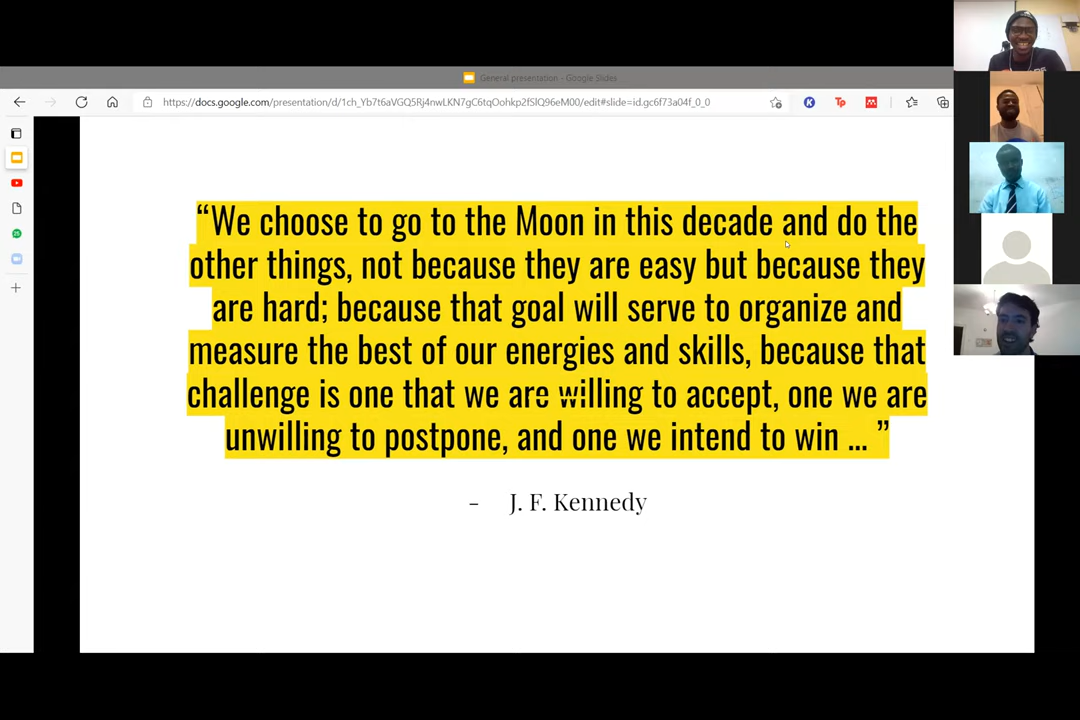 General presentation - Google Slides
https://docs.google.com/presentation/d/1ch_Yb7t6aVGQ5Rj4nwLKN7gC6tqOohkp2fSlQ96eM00/edit#slide=id.gc6f73a04f_0_0
K
Tp
“We choose to go to the Moon in this decade and do the
other things, not because they are easy but because they
are hard; because that goal will serve to organize and
measure the best of our energies and skills, because that
challenge is one that we are willing to accept, one we are
unwilling to postpone, and one we intend to win ... ”
- J. F. Kennedy